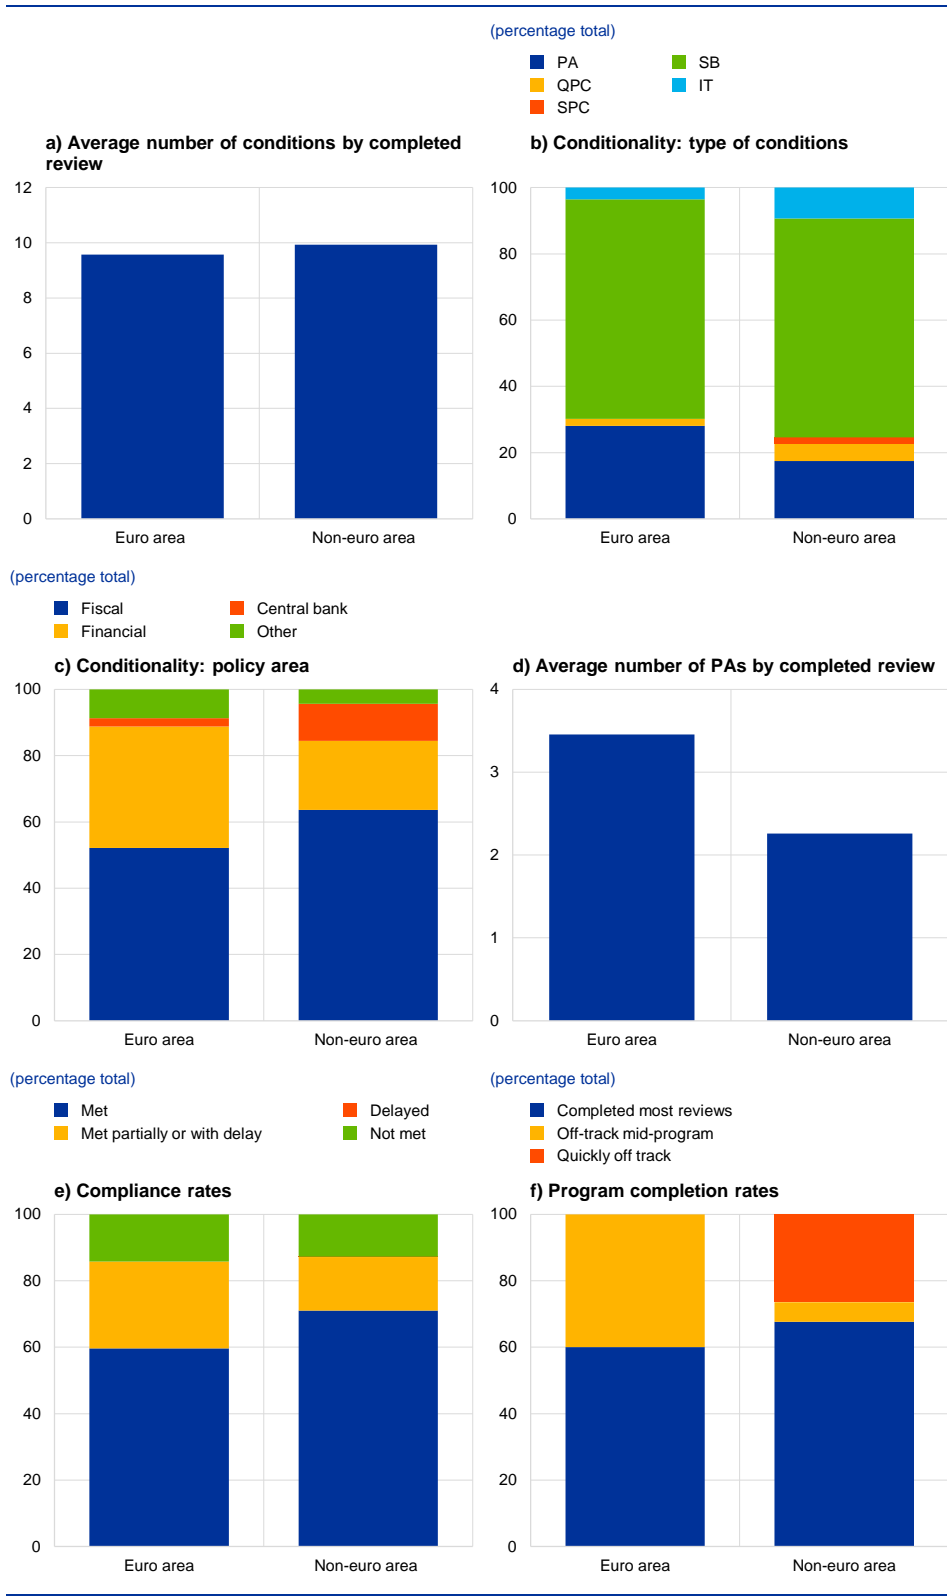 (percentage total)
PA
SB
QPC
IT
SPC
a) Average number of conditions by completed
review
b) Conditionality: type of conditions
12
10
8
6
4
2
0
Euro area
Non-euro area
100
80
60
40
20
0
Euro area
Non-euro area
(percentage total)
Fiscal
Central bank
Financial
Other
c) Conditionality: policy area
d) Average number of PAs by completed review
100
80
60
40
20
0
Euro area
Non-euro area
4
3
2
1
0
Euro area
Non-euro area
(percentage total)
Met
Delayed
Met partially or with delay
Not met
(percentage total)
Completed most reviews
Off-track mid-program
Quickly off track
e) Compliance rates
f) Program completion rates
100
80
60
40
20
0
Euro area
Non-euro area
100
80
60
40
20
0
Euro area
Non-euro area